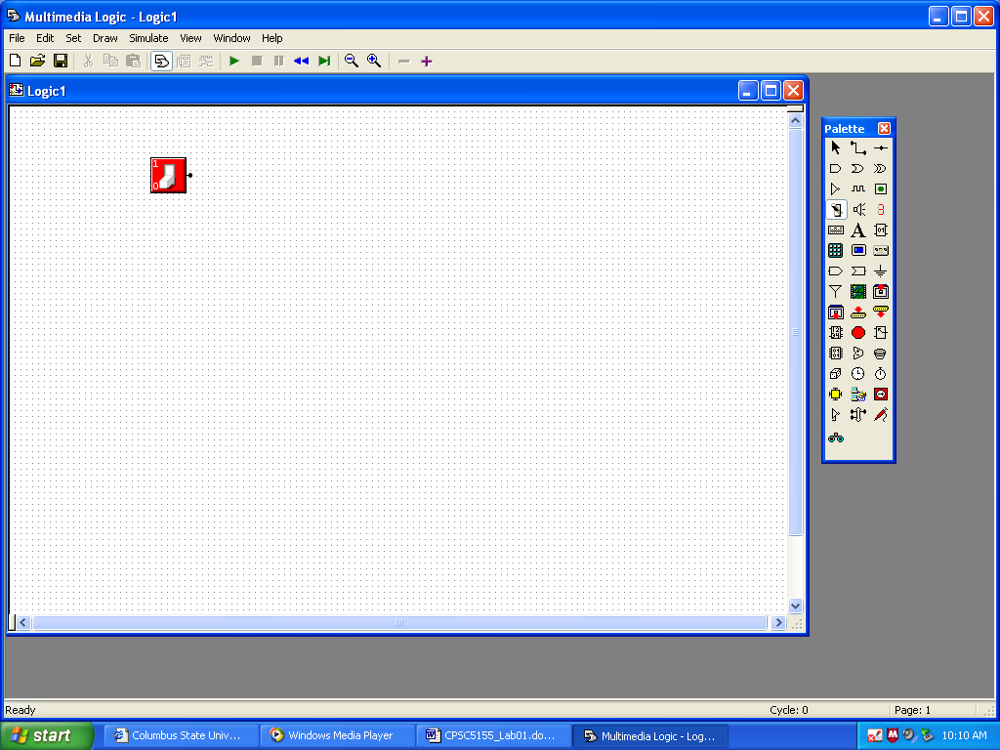 Multimedia Logic - Logic1
File Edit Set Draw Simulate View Window Help
Logic1
1
0
Palette
A
8
01
Ready
Cycle: 0
Page: 1
start
Columbus State Univ...
Windows Media Player
CPSC5155_Lab01.do...
Multimedia Logic - Log...
10:10 AM